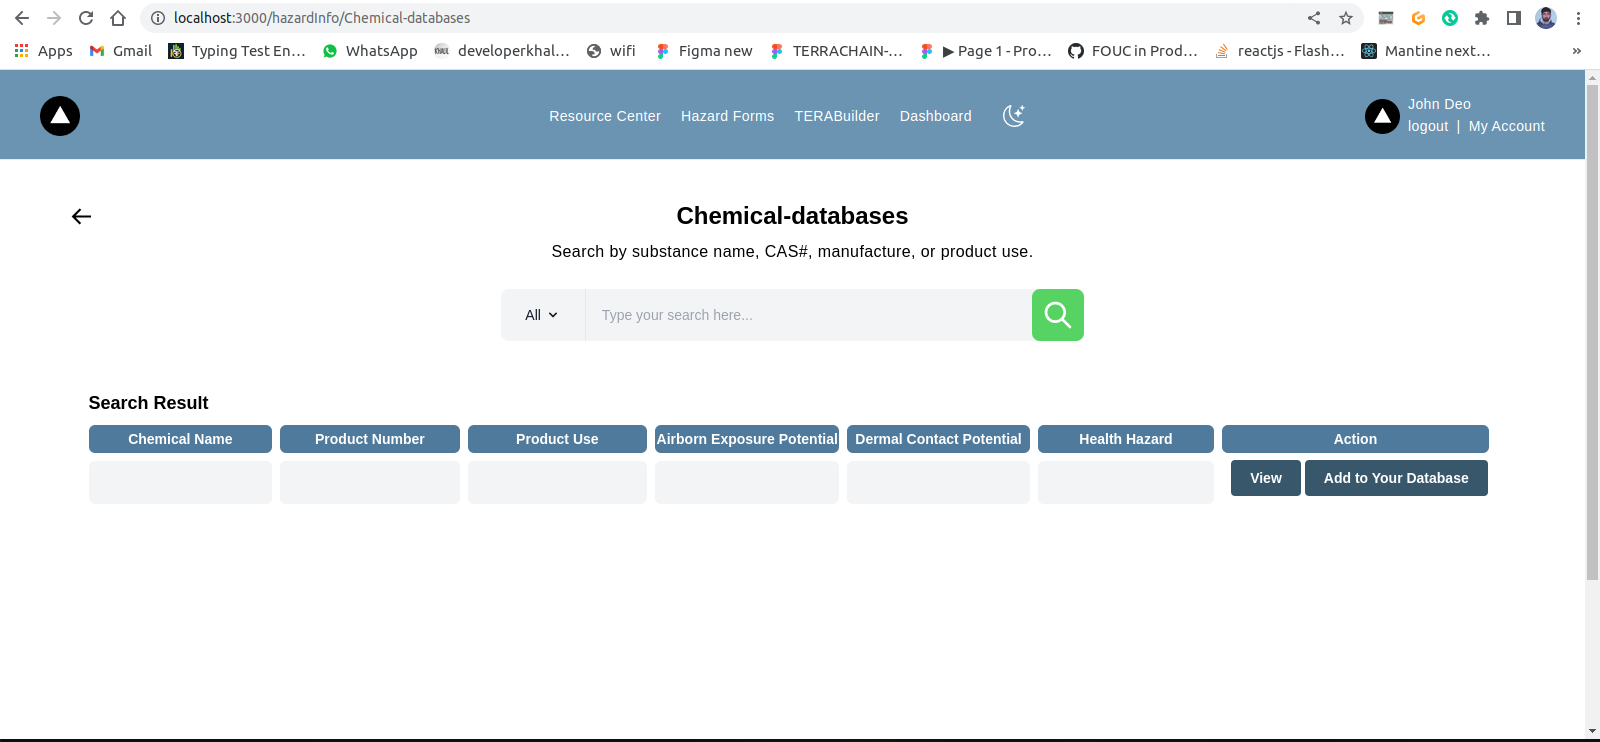 localhost:3000/hazardInfo/Chemical-databases
Apps Gmail Typing Test En... WhatsApp developerkhal... wifi Figma new TERRACHAIN-... ▶ Page 1 - Pro... FOUC in Prod... reactjs - Flash... Mantine next... »
Resource Center Hazard Forms TERABuilder Dashboard
John Deo
logout | My Account
Chemical-databases
Search by substance name, CAS#, manufacture, or product use.
All Type your search here...
Search Result
Chemical Name Product Number Product Use Airborn Exposure Potential Dermal Contact Potential Health Hazard Action
View Add to Your Database